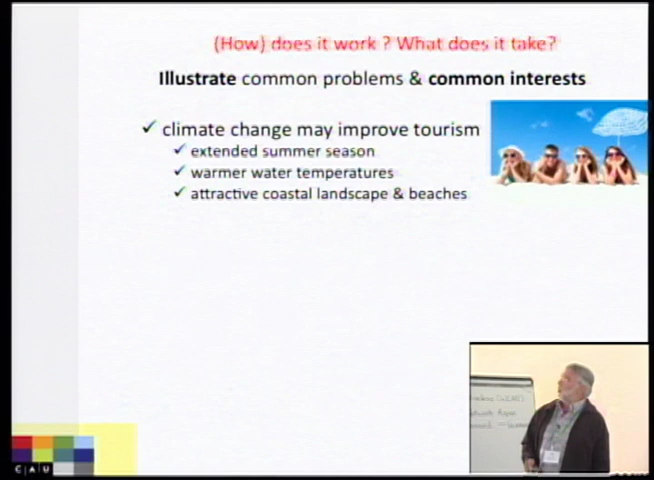 (How) does it work ? What does it take?
Illustrate common problems & common interests
✓ climate change may improve tourism
✓ extended summer season
✓ warmer water temperatures
✓ attractive coastal landscape & beaches
C|A|U